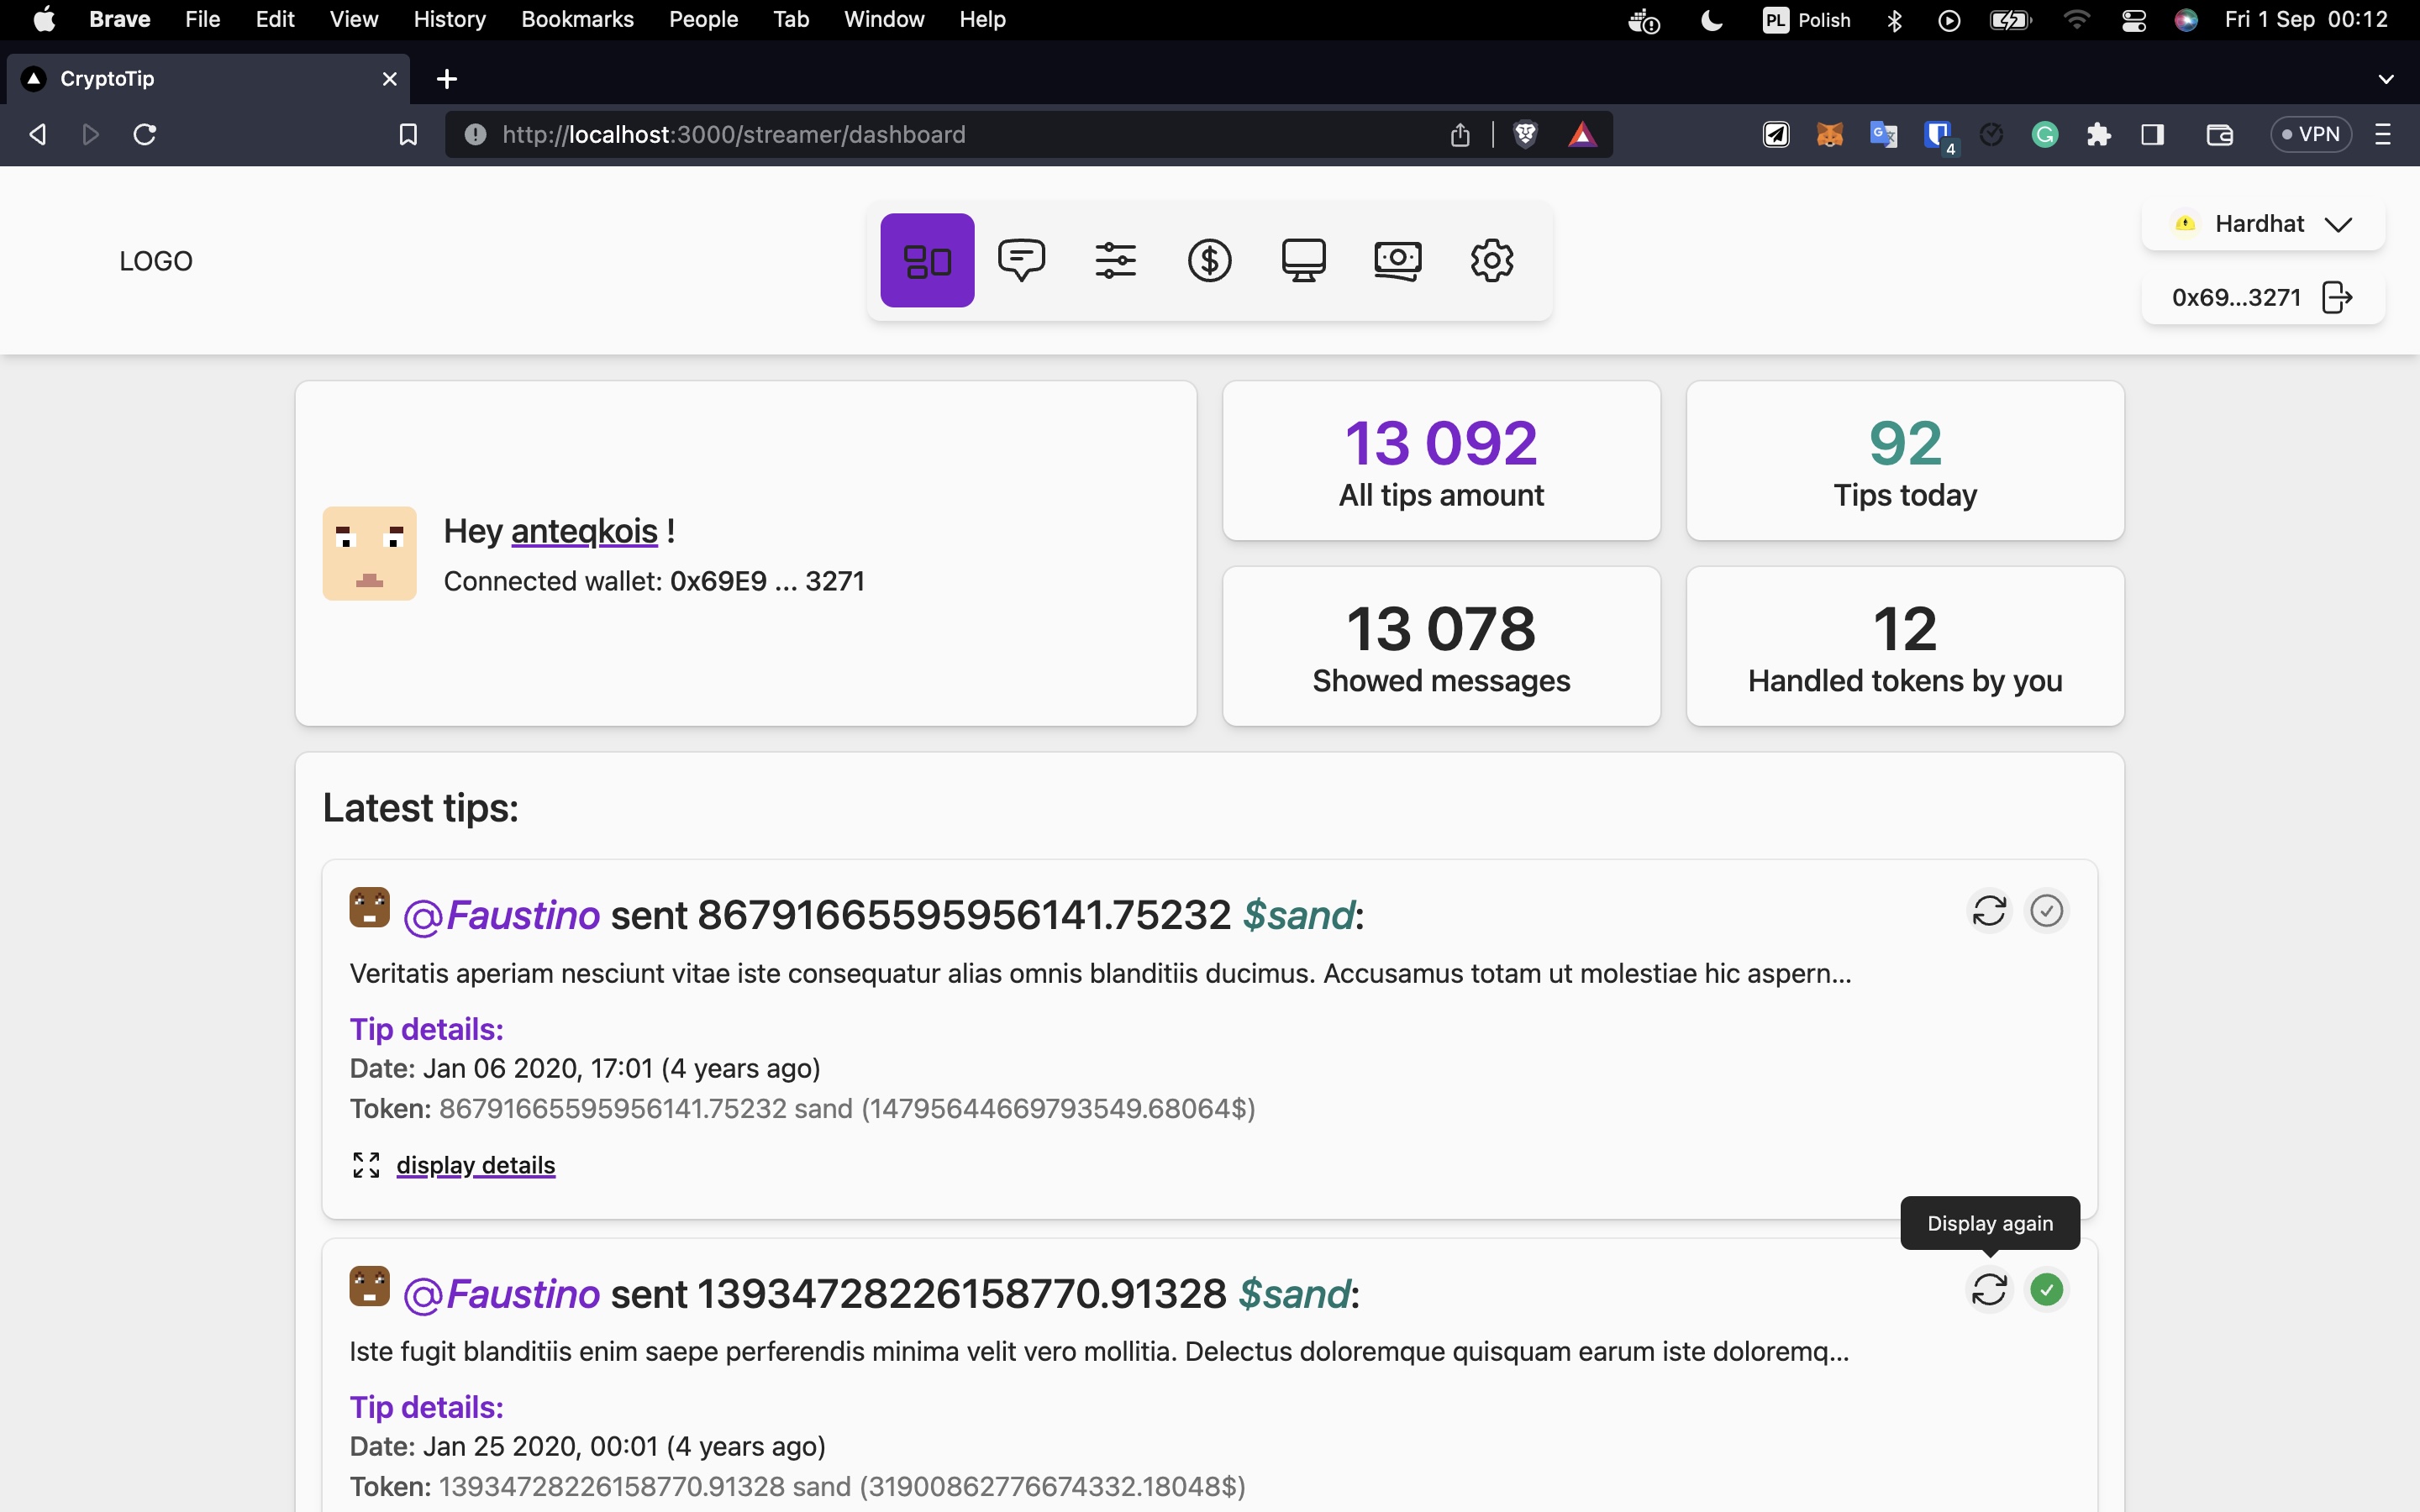 Brave File Edit View History Bookmarks People Tab Window Help PL Polish Fri 1 Sep 00:12
CryptoTip
http://localhost:3000/streamer/dashboard 4 VPN
LOGO
Hardhat
0x69...3271
Hey anteqkois !
Connected wallet: 0x69E9 ... 3271
13 092
All tips amount
92
Tips today
13 078
Showed messages
12
Handled tokens by you
Latest tips:
@Faustino sent 86791665595956141.75232 $sand:
Veritatis aperiam nesciunt vitae iste consequatur alias omnis blanditiis ducimus. Accusamus totam ut molestiae hic aspern...
Tip details:
Date: Jan 06 2020, 17:01 (4 years ago)
Token: 86791665595956141.75232 sand (14795644669793549.68064$)
display details
Display again
@Faustino sent 13934728226158770.91328 $sand:
Iste fugit blanditiis enim saepe perferendis minima velit vero mollitia. Delectus doloremque quisquam earum iste doloremq...
Tip details:
Date: Jan 25 2020, 00:01 (4 years ago)
Token: 13934728226158770.91328 sand (31900862776674332.18048$)